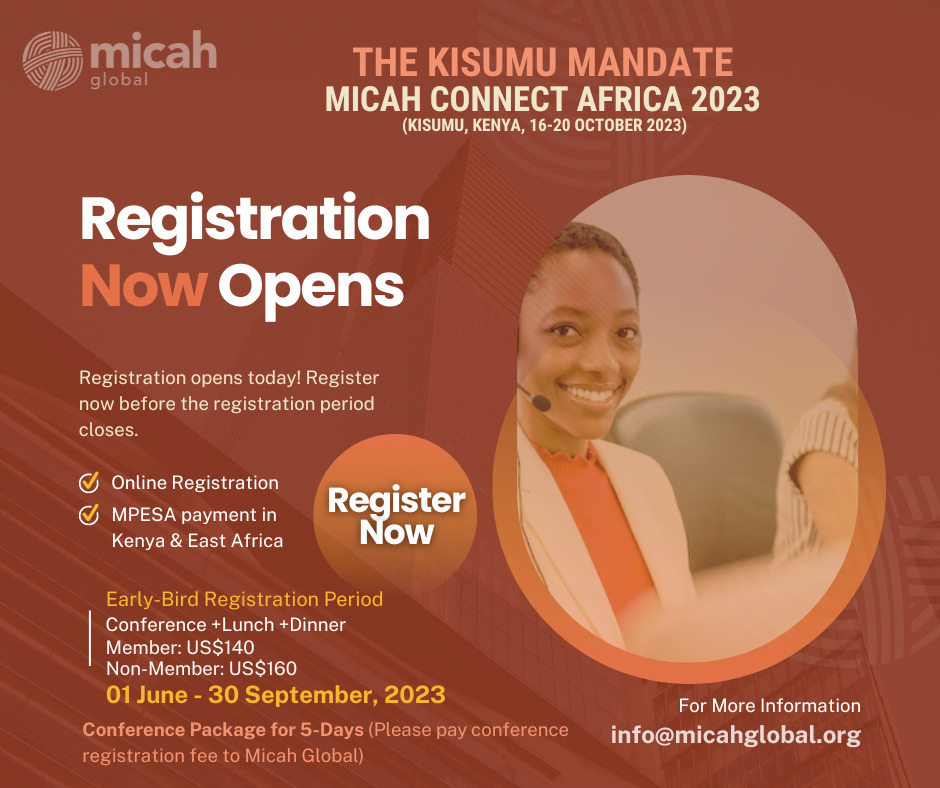 micah
global
THE KISUMU MANDATE
MICAH CONNECT AFRICA 2023
(KISUMU, KENYA, 16-20 OCTOBER 2023)
Registration
Now Opens
Registration opens today! Register
now before the registration period
closes.
Online Registration
MPESA payment in
Kenya & East Africa
Register
Now
Early-Bird Registration Period
Conference +Lunch +Dinner
Member: US$140
Non-Member: US$160
01 June - 30 September, 2023
Conference Package for 5-Days (Please pay conference
registration fee to Micah Global)
For More Information
info@micahglobal.org